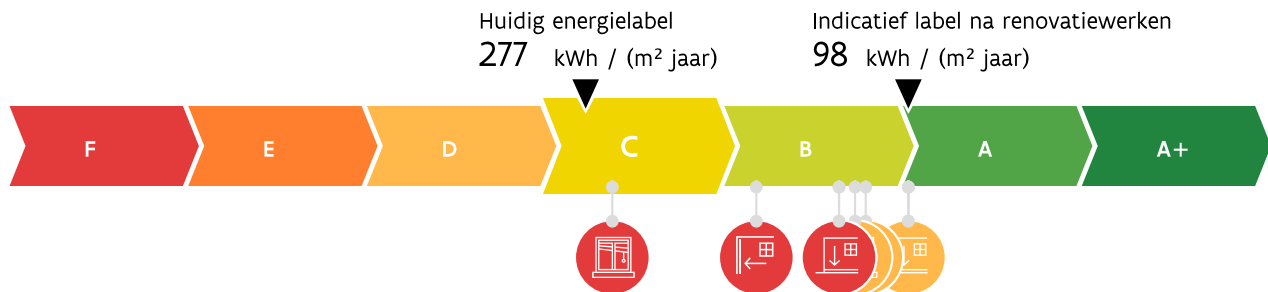 Huidig energielabel
277 kWh / (m² jaar)
Indicatief label na renovatiewerken
98 kWh / (m² jaar)
F E D C B A A+